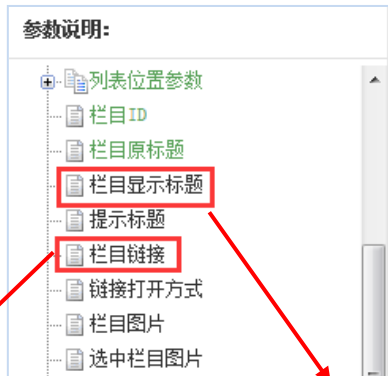 参数说明:
列表位置参数
栏目ID
栏目原标题
栏目显示标题
提示标题
栏目链接
链接打开方式
栏目图片
选中栏目图片